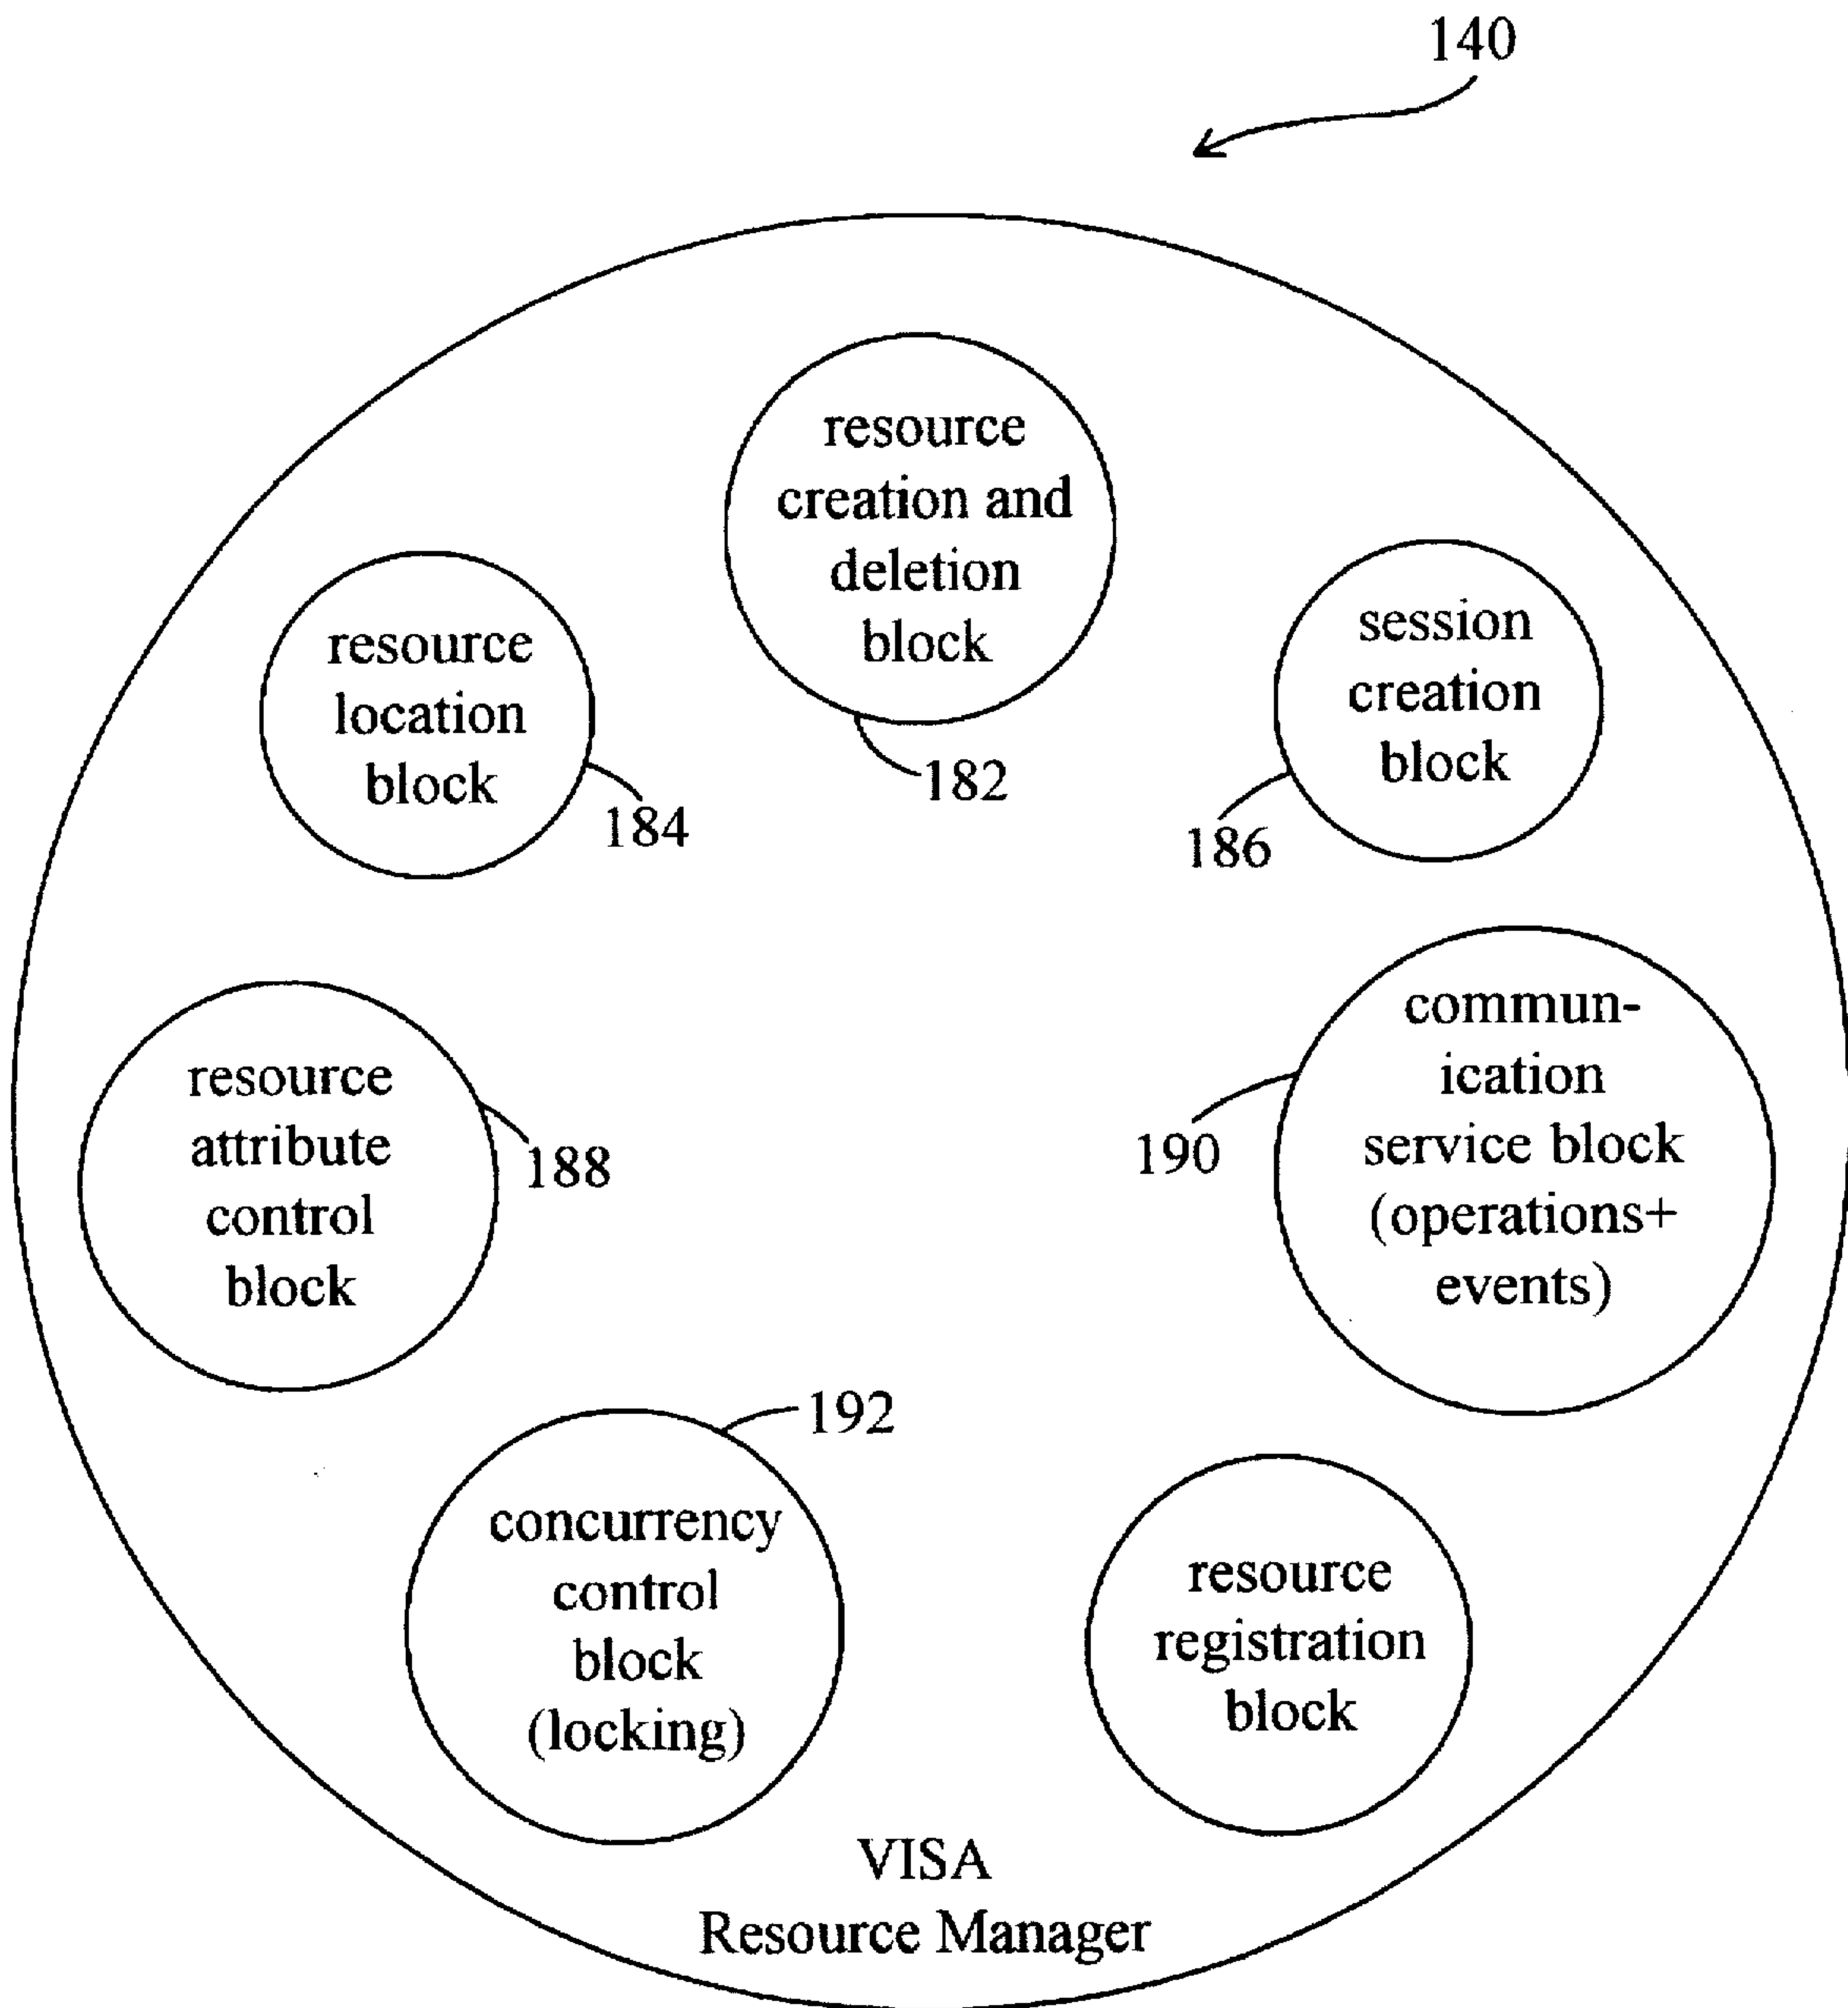 140
resource
creation and
deletion
block
182
resource
location
block
184
session
creation
block
186
resource
attribute
control
block
188
commun-
ication
service block
(operations+
events)
190
192
concurrency
control
block
(locking)
resource
registration
block
VISA
Resource Manager